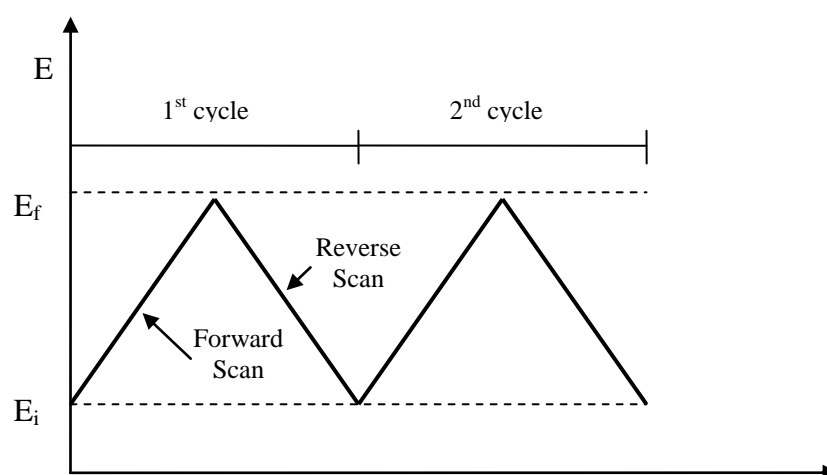 E
1st cycle
2nd cycle
Ef
Reverse
Scan
Forward
Scan
Ei